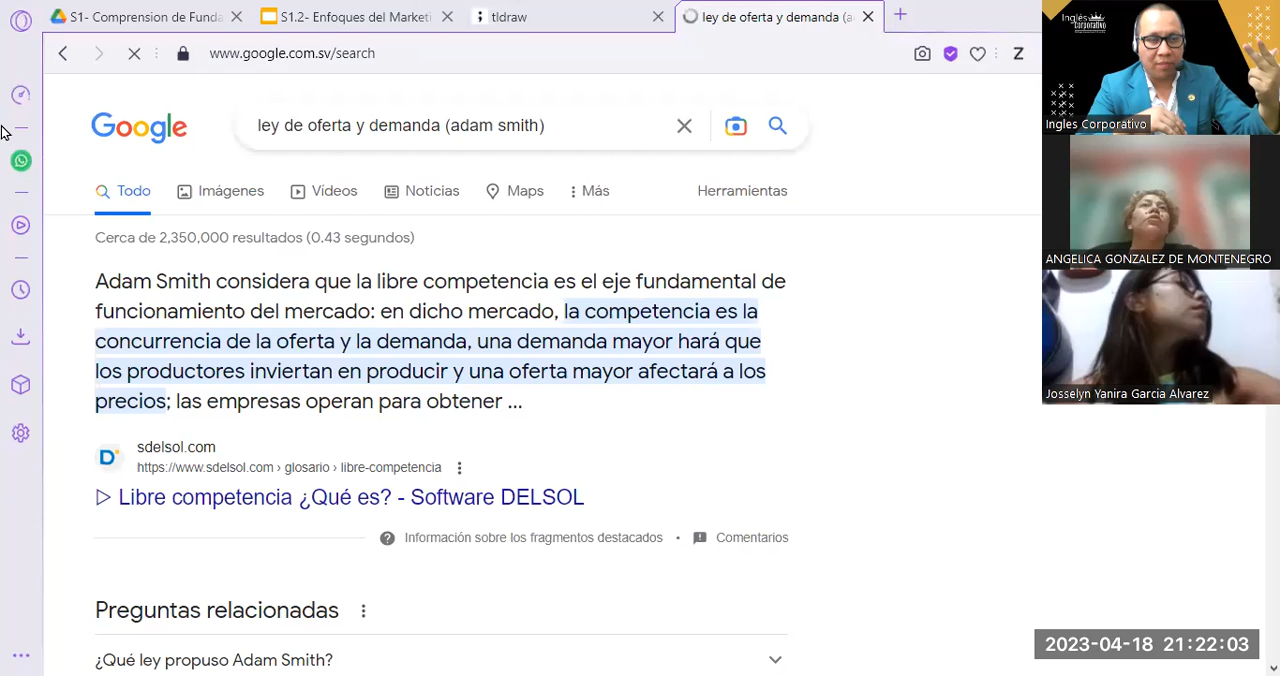 S1- Comprension de Funda
S1.2- Enfoques del Marketi
tldraw
ley de oferta y demanda (a
www.google.com.sv/search
Z
Google
ley de oferta y demanda (adam smith)
Todo
Imágenes
Vídeos
Noticias
Maps
Más
Herramientas
Cerca de 2,350,000 resultados (0.43 segundos)
Adam Smith considera que la libre competencia es el eje fundamental de
funcionamiento del mercado: en dicho mercado, la competencia es la
concurrencia de la oferta y la demanda, una demanda mayor hará que
los productores inviertan en producir y una oferta mayor afectará a los
precios; las empresas operan para obtener ...
sdelsol.com
https://www.sdelsol.com › glosario › libre-competencia
▷ Libre competencia ¿Qué es? - Software DELSOL
Información sobre los fragmentos destacados
Comentarios
Preguntas relacionadas
¿Qué ley propuso Adam Smith?
Inglés
Corporativo
Ingles Corporativo
ANGELICA GONZALEZ DE MONTENEGRO
Josselyn Yanira Garcia Alvarez
2023-04-18 21:22:03